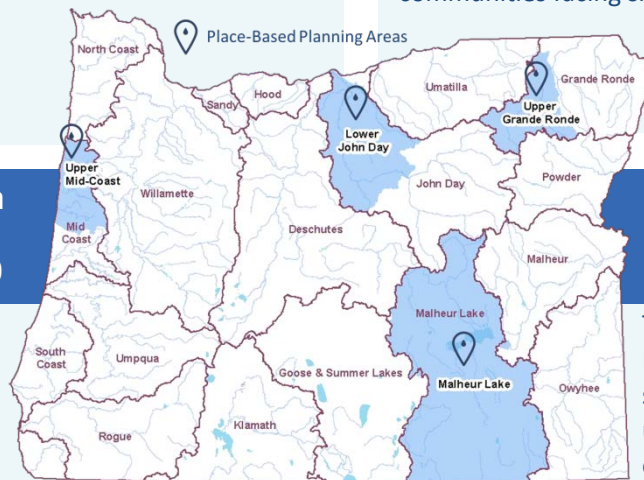 communities facing
Place-Based Planning Areas
North Coast
Sandy
Hood
Umatilla
Grande Ronde
Upper
Grande Ronde
Lower
John Day
Upper
Mid-Coast
Willamette
John Day
Powder
Mid
Coast
Deschutes
Malheur
Malheur Lake
South
Coast
Umpqua
Goose & Summer Lakes
Malheur Lake
Owyhee
Rogue
Klamath